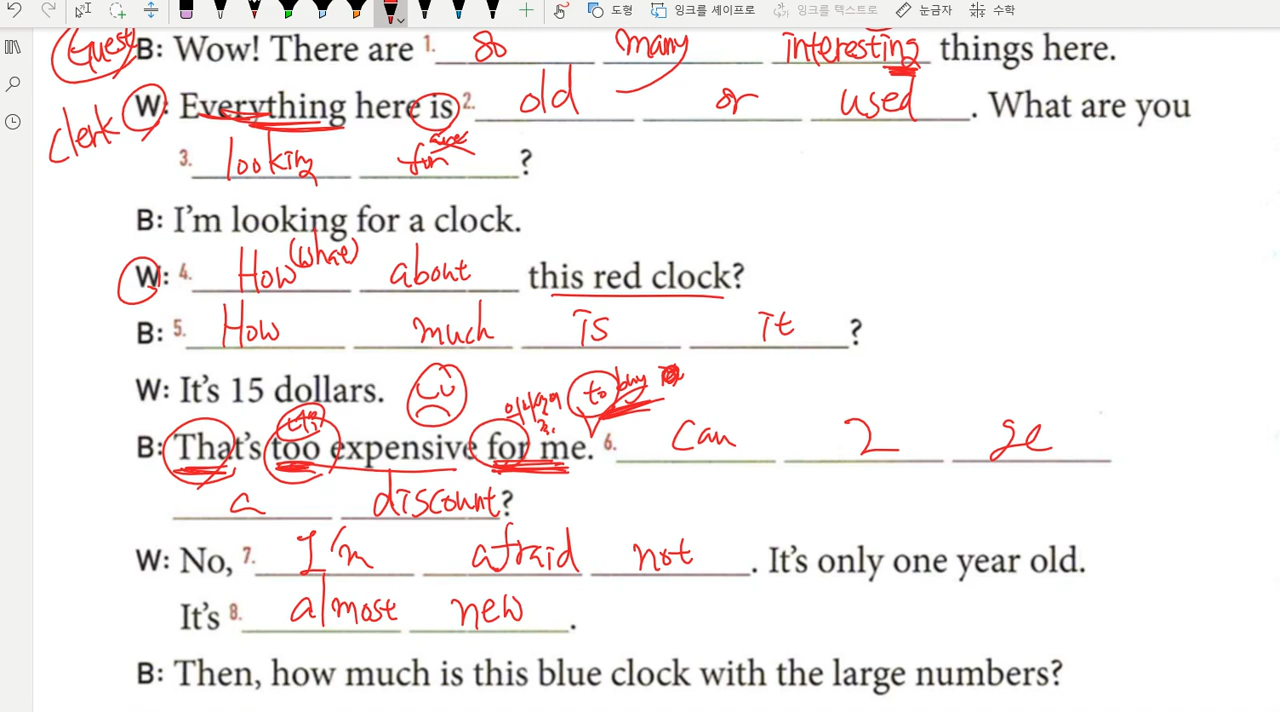 도형 잉크를 셰이프로 잉크를 텍스트로 눈금자 수학
Guest B: Wow! There are 1. so many interesting things here.
clerk W: Everything here is 2. old or used. What are you
3. looking for?
B: I'm looking for a clock.
(what)
W: 4. How about this red clock?
B: 5. How much is it?
W: It's 15 dollars.
to buy
B: That's too expensive for me. 6. Can I ge
a discount?
W: No, 7. I'm afraid not. It's only one year old.
It's 8. almost new.
B: Then, how much is this blue clock with the large numbers?